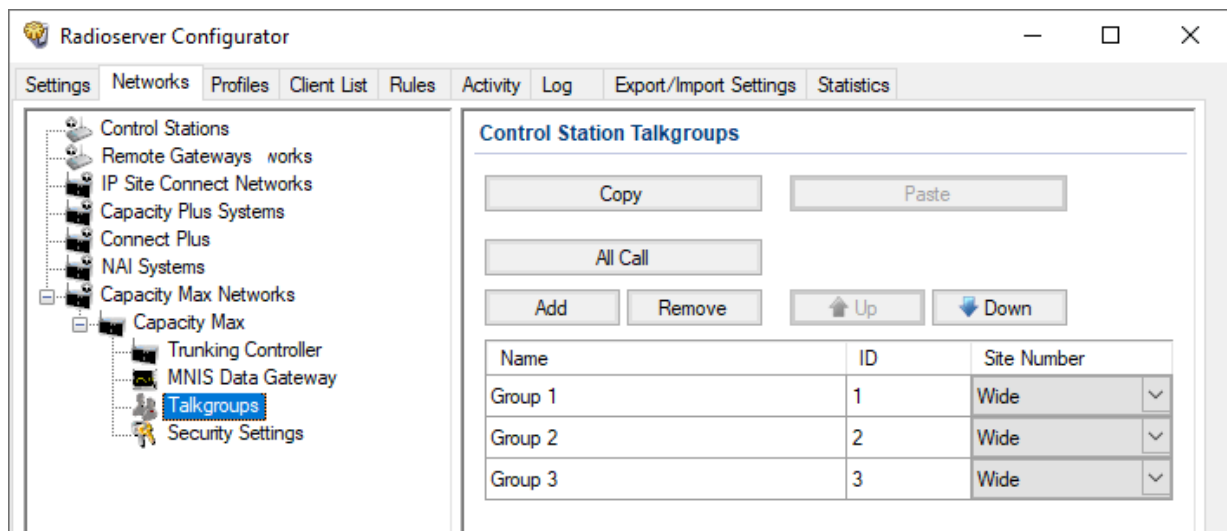 Radioserver Configurator
Settings Networks Profiles Client List Rules Activity Log Export/Import Settings Statistics
Control Stations
Remote Gateways works
IP Site Connect Networks
Capacity Plus Systems
Connect Plus
NAI Systems
Capacity Max Networks
Capacity Max
Trunking Controller
MNIS Data Gateway
Talkgroups
Security Settings
Control Station Talkgroups
Copy Paste
All Call
Add Remove Up Down
Name ID Site Number
Group 1 1 Wide
Group 2 2 Wide
Group 3 3 Wide